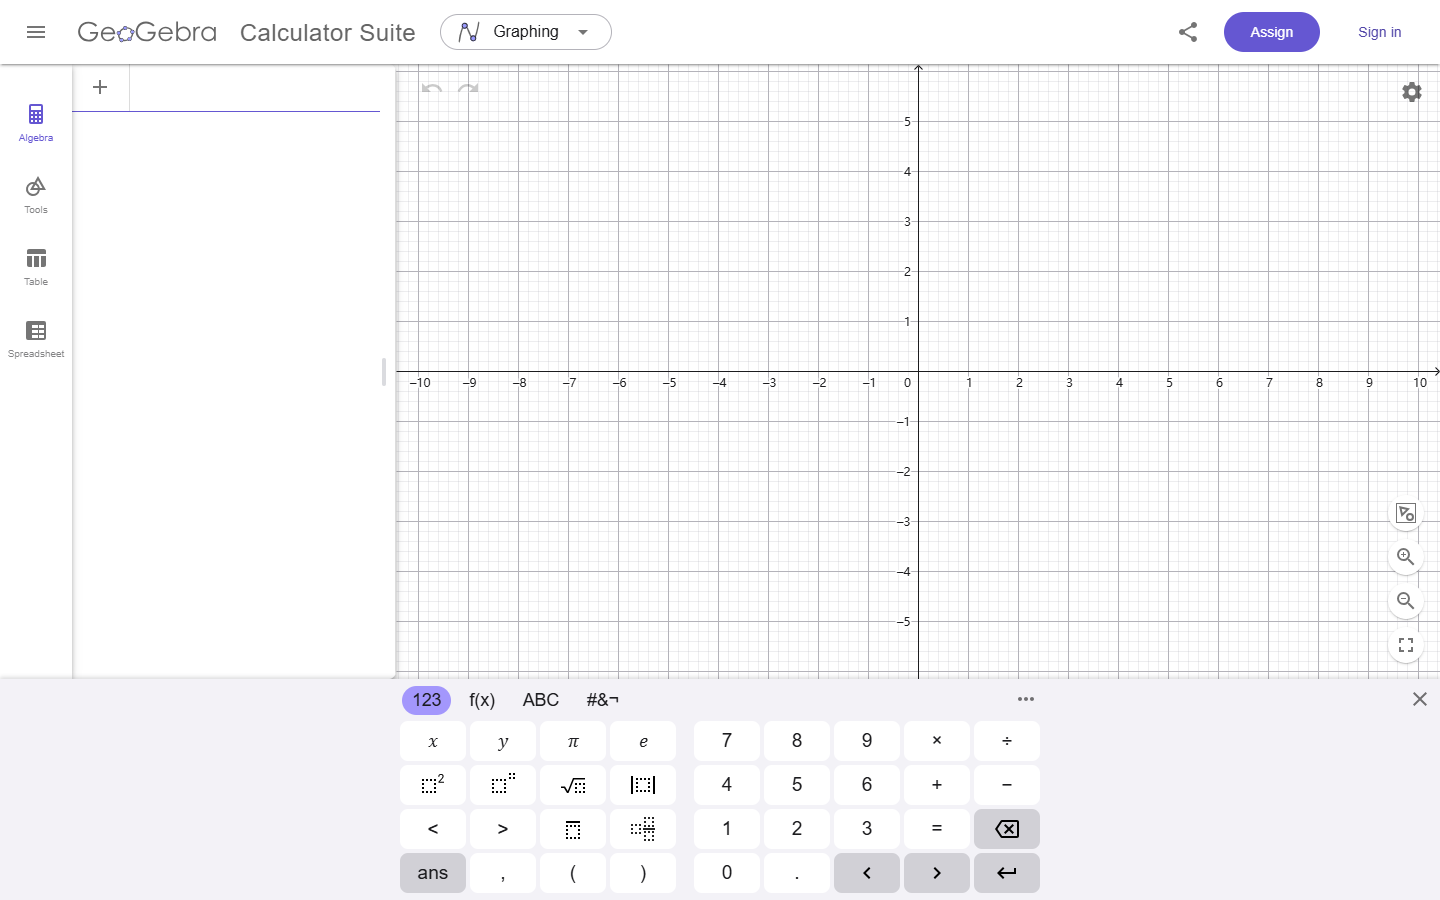 GeoGebra Calculator Suite Graphing Assign Sign in
Algebra
Tools
Table
Spreadsheet
5
4
3
2
1
−10 −9 −8 −7 −6 −5 −4 −3 −2 −1 0 1 2 3 4 5 6 7 8 9 10
−1
−2
−3
−4
−5
123 f(x) ABC #&¬
x y π e 7 8 9 × ÷
2 √ 4 5 6 + −
< > 1 2 3 =
ans , ( ) 0 . < >